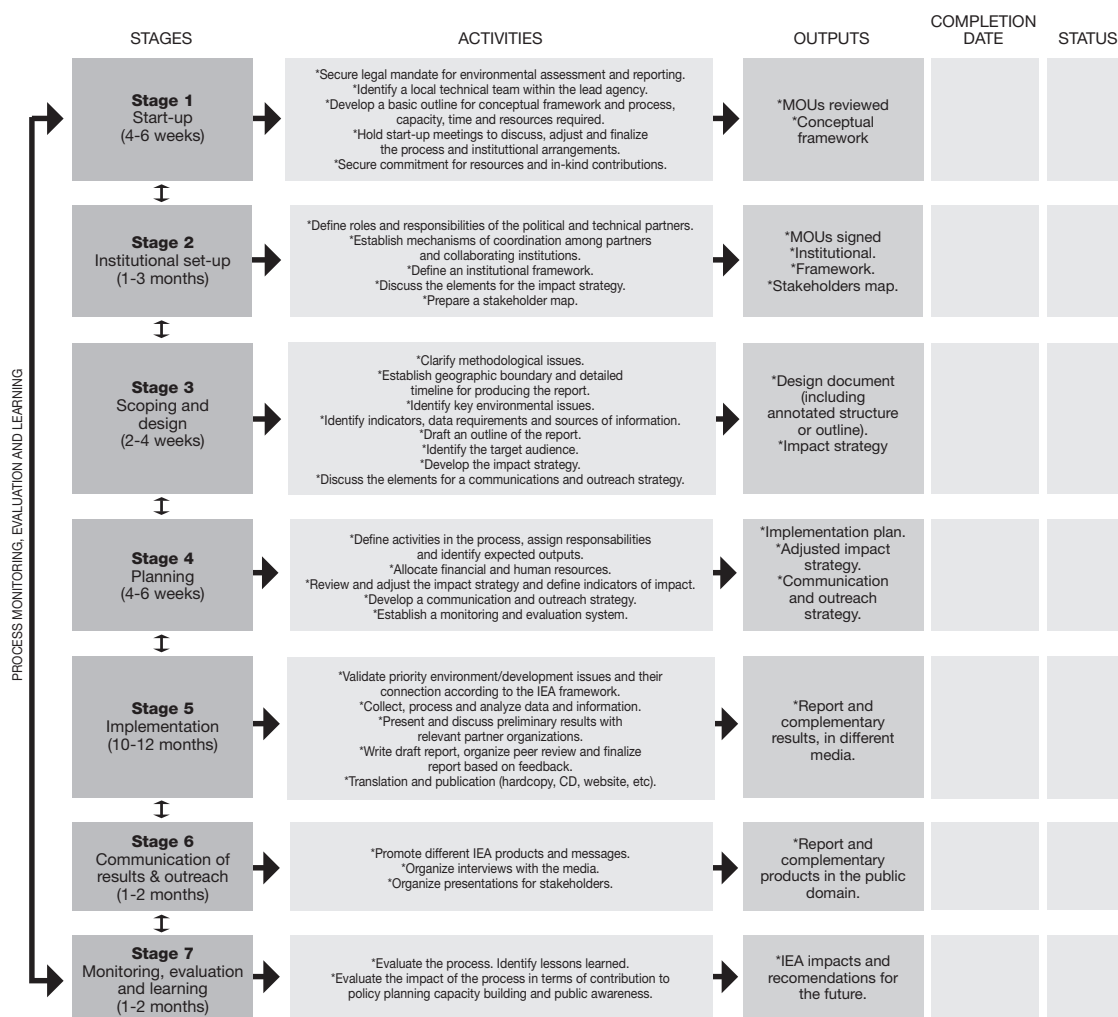 STAGES
ACTIVITIES
OUTPUTS
COMPLETION
DATE
STATUS
PROCESS MONITORING, EVALUATION AND LEARNING
Stage 1
Start-up
(4-6 weeks)
*Secure legal mandate for environmental assessment and reporting.
*Identify a local technical team within the lead agency.
*Develop a basic outline for conceptual framework and process,
capacity, time and resources required.
*Hold start-up meetings to discuss, adjust and finalize
the process and instituttional arrangements.
*Secure commitment for resources and in-kind contributions.
*MOUs reviewed
*Conceptual
framework
Stage 2
Institutional set-up
(1-3 months)
*Define roles and responsibilities of the political and technical partners.
*Establish mechanisms of coordination among partners
and collaborating institutions.
*Define an institutional framework.
*Discuss the elements for the impact strategy.
*Prepare a stakeholder map.
*MOUs signed
*Institutional.
*Framework.
*Stakeholders map.
Stage 3
Scoping and
design
(2-4 weeks)
*Clarify methodological issues.
*Establish geographic boundary and detailed
timeline for producing the report.
*Identify key environmental issues.
*Identify indicators, data requirements and sources of information.
*Draft an outline of the report.
*Identify the target audience.
*Develop the impact strategy.
*Discuss the elements for a communications and outreach strategy.
*Design document
(including
annotated structure
or outline).
*Impact strategy
Stage 4
Planning
(4-6 weeks)
*Define activities in the process, assign responsabilities
and identify expected outputs.
*Allocate financial and human resources.
*Review and adjust the impact strategy and define indicators of impact.
*Develop a communication and outreach strategy.
*Establish a monitoring and evaluation system.
*Implementation plan.
*Adjusted impact
strategy.
*Communication
and outreach
strategy.
Stage 5
Implementation
(10-12 months)
*Validate priority environment/development issues and their
connection according to the IEA framework.
*Collect, process and analyze data and information.
*Present and discuss preliminary results with
relevant partner organizations.
*Write draft report, organize peer review and finalize
report based on feedback.
*Translation and publication (hardcopy, CD, website, etc).
*Report and
complementary
results, in different
media.
Stage 6
Communication of
results & outreach
(1-2 months)
*Promote different IEA products and messages.
*Organize interviews with the media.
*Organize presentations for stakeholders.
*Report and
complementary
products in the public
domain.
Stage 7
Monitoring, evaluation
and learning
(1-2 months)
*Evaluate the process. Identify lessons learned.
*Evaluate the impact of the process in terms of contribution to
policy planning capacity building and public awareness.
*IEA impacts and
recomendations for
the future.